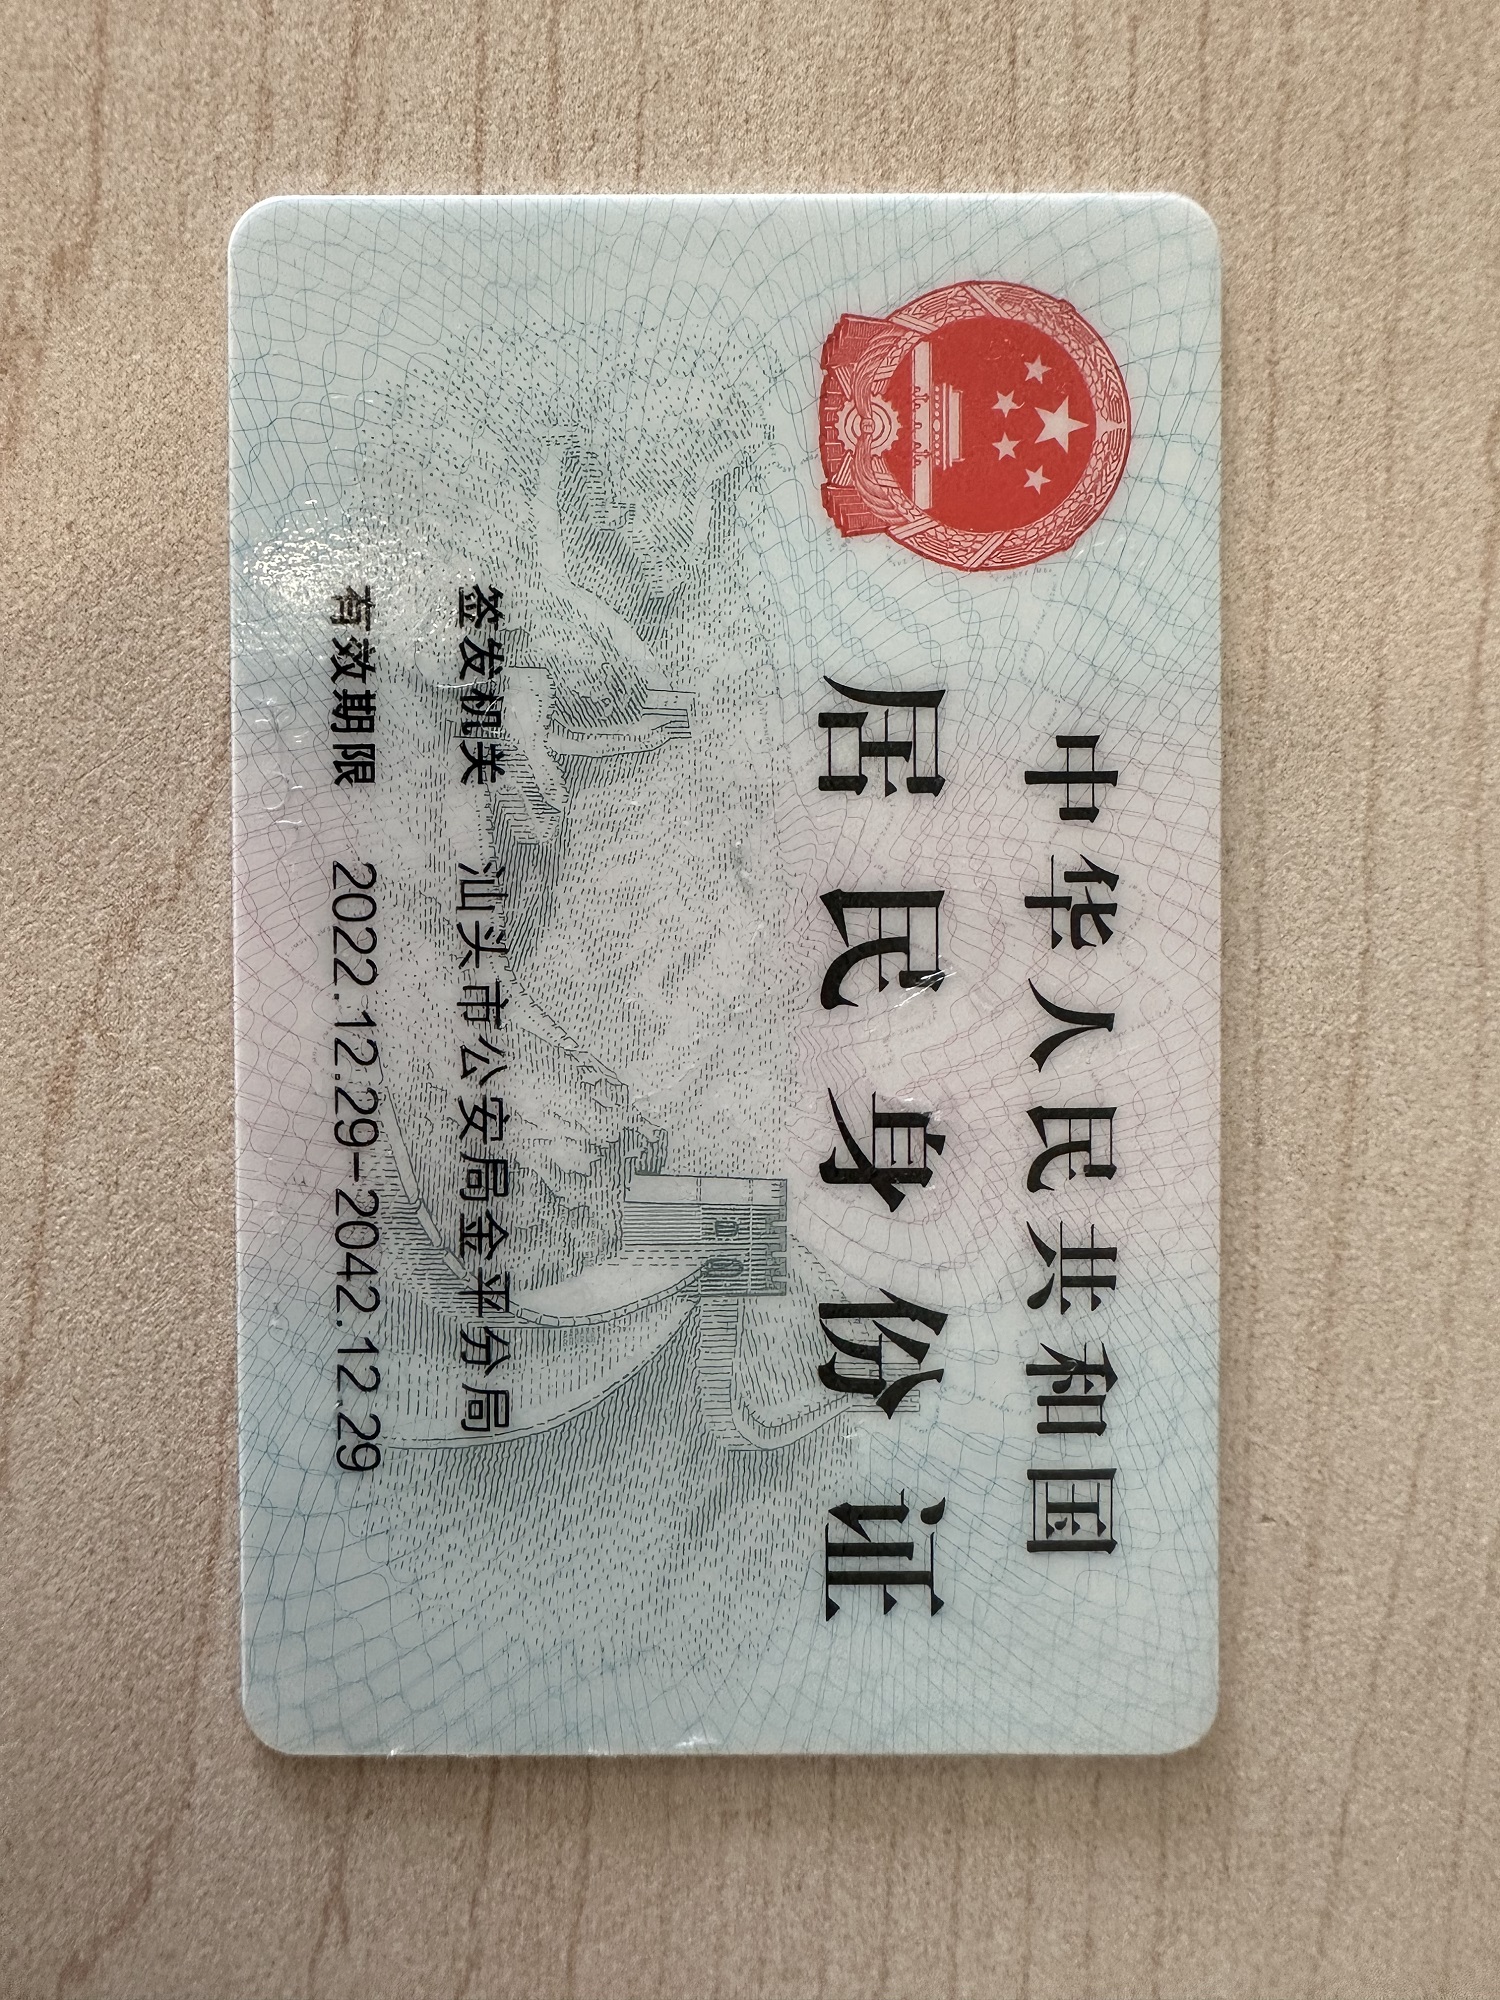 中华人民共和国
居民身份证
签发机关 汕头市公安局金平分局
有效期限 2022.12.29-2042.12.29